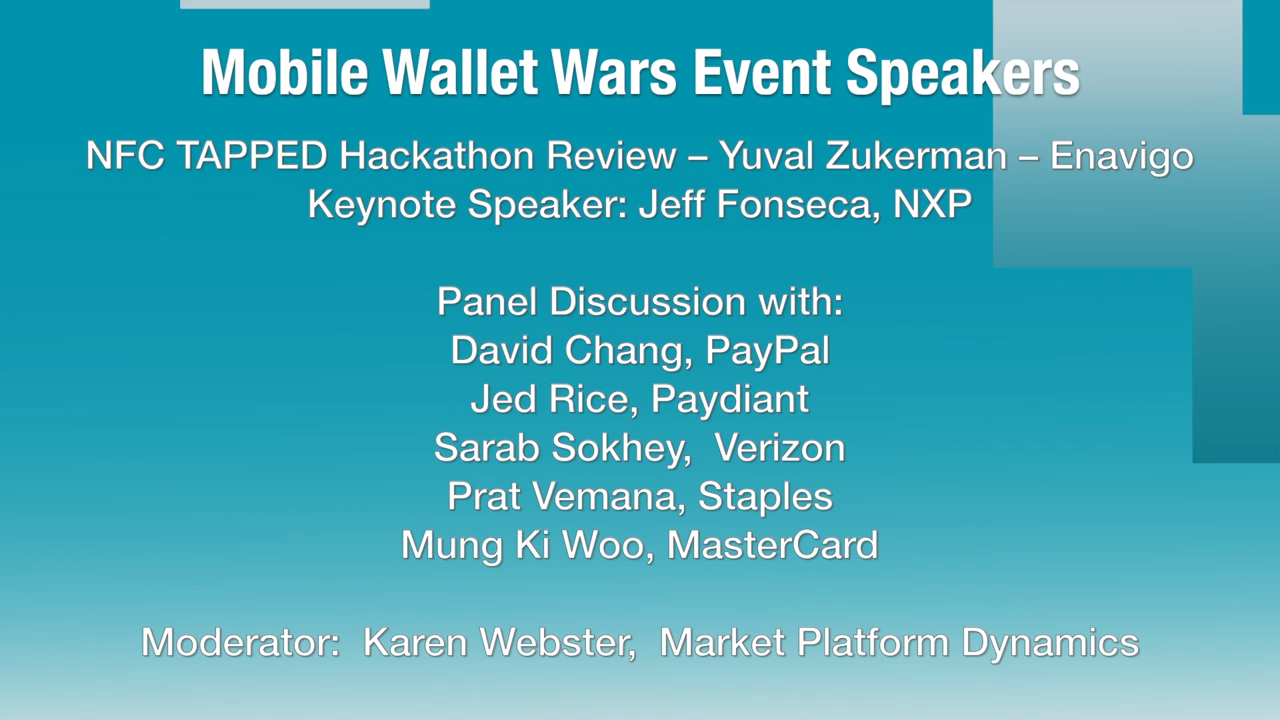 Mobile Wallet Wars Event Speakers
NFC TAPPED Hackathon Review – Yuval Zukerman – Enavigo
Keynote Speaker: Jeff Fonseca, NXP
Panel Discussion with:
David Chang, PayPal
Jed Rice, Paydiant
Sarab Sokhey,  Verizon
Prat Vemana, Staples
Mung Ki Woo, MasterCard
Moderator:  Karen Webster,  Market Platform Dynamics